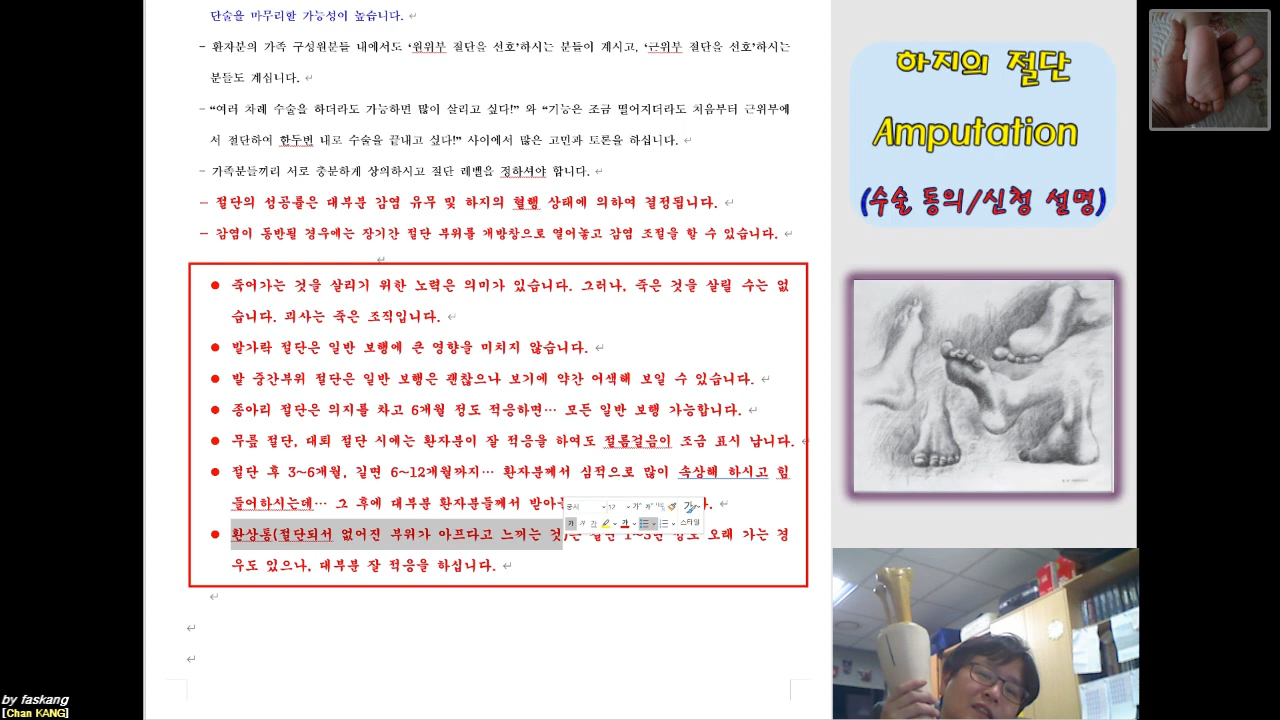 단술을 마무리할 가능성이 높습니다.
- 환자분의 가족 구성원분들 내에서도 ‘원위부 절단을 선호’하시는 분들이 계시고, ‘근위부 절단을 선호’하시는
분들도 계십니다.
- “여러 차례 수술을 하더라도 가능하면 많이 살리고 싶다!” 와 “기능은 조금 떨어지더라도 처음부터 근위부에
서 절단하여 한두번 내로 수술을 끝내고 싶다!” 사이에서 많은 고민과 토론을 하십니다.
- 가족분들끼리 서로 충분하게 상의하시고 절단 레벨을 정하셔야 합니다.
- 절단의 성공률은 대부분 감염 유무 및 하지의 혈행 상태에 의하여 결정됩니다.
- 감염이 동반될 경우에는 장기간 절단 부위를 개방창으로 열어놓고 감염 조절을 할 수 있습니다.
● 죽어가는 것을 살리기 위한 노력은 의미가 있습니다. 그러나, 죽은 것을 살릴 수는 없
습니다. 괴사는 죽은 조직입니다.
● 발가락 절단은 일반 보행에 큰 영향을 미치지 않습니다.
● 발 중간부위 절단은 일반 보행은 괜찮으나 보기에 약간 어색해 보일 수 있습니다.
● 종아리 절단은 의지를 차고 6개월 정도 적응하면… 모든 일반 보행 가능합니다.
● 무릎 절단, 대퇴 절단 시에는 환자분이 잘 적응을 하여도 절름걸음이 조금 표시 납니다.
● 절단 후 3~6개월, 길면 6~12개월까지… 환자분께서 심적으로 많이 속상해 하시고 힘
들어하시는데… 그 후에 대부분 환자분들께서 받아
● 환상통(절단되서 없어진 부위가 아프다고 느끼는 것)은 절단 1~3년 정도 오래 가는 경
우도 있으나, 대부분 잘 적응을 하십니다.
12
가 가 가
스타일
하지의 절단
Amputation
(수술 동의/신청 설명)
by faskang
[Chan KANG]